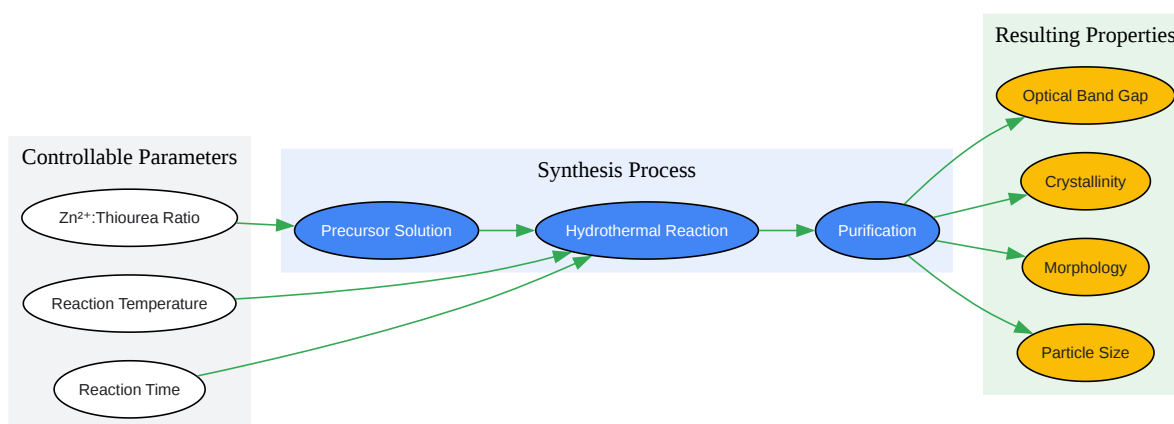 Controllable Parameters
Zn²⁺:Thiourea Ratio
Reaction Temperature
Reaction Time
Synthesis Process
Precursor Solution
Hydrothermal Reaction
Purification
Resulting Properties
Optical Band Gap
Crystallinity
Morphology
Particle Size